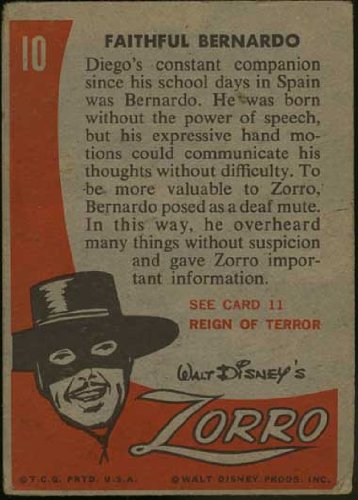 10
FAITHFUL BERNARDO
Diego's constant companion
since his school days in Spain
was Bernardo. He was born
without the power of speech,
but his expressive hand mo-
tions could communicate his
thoughts without difficulty. To
be more valuable to Zorro,
Bernardo posed as a deaf mute.
In this way, he overheard
many things without suspicion
and gave Zorro impor-
tant information.
SEE CARD 11
REIGN OF TERROR
WALT DISNEY'S
ZORRO
© T.C.G. PRTD. U.S.A.
© WALT DISNEY PRODS. INC.